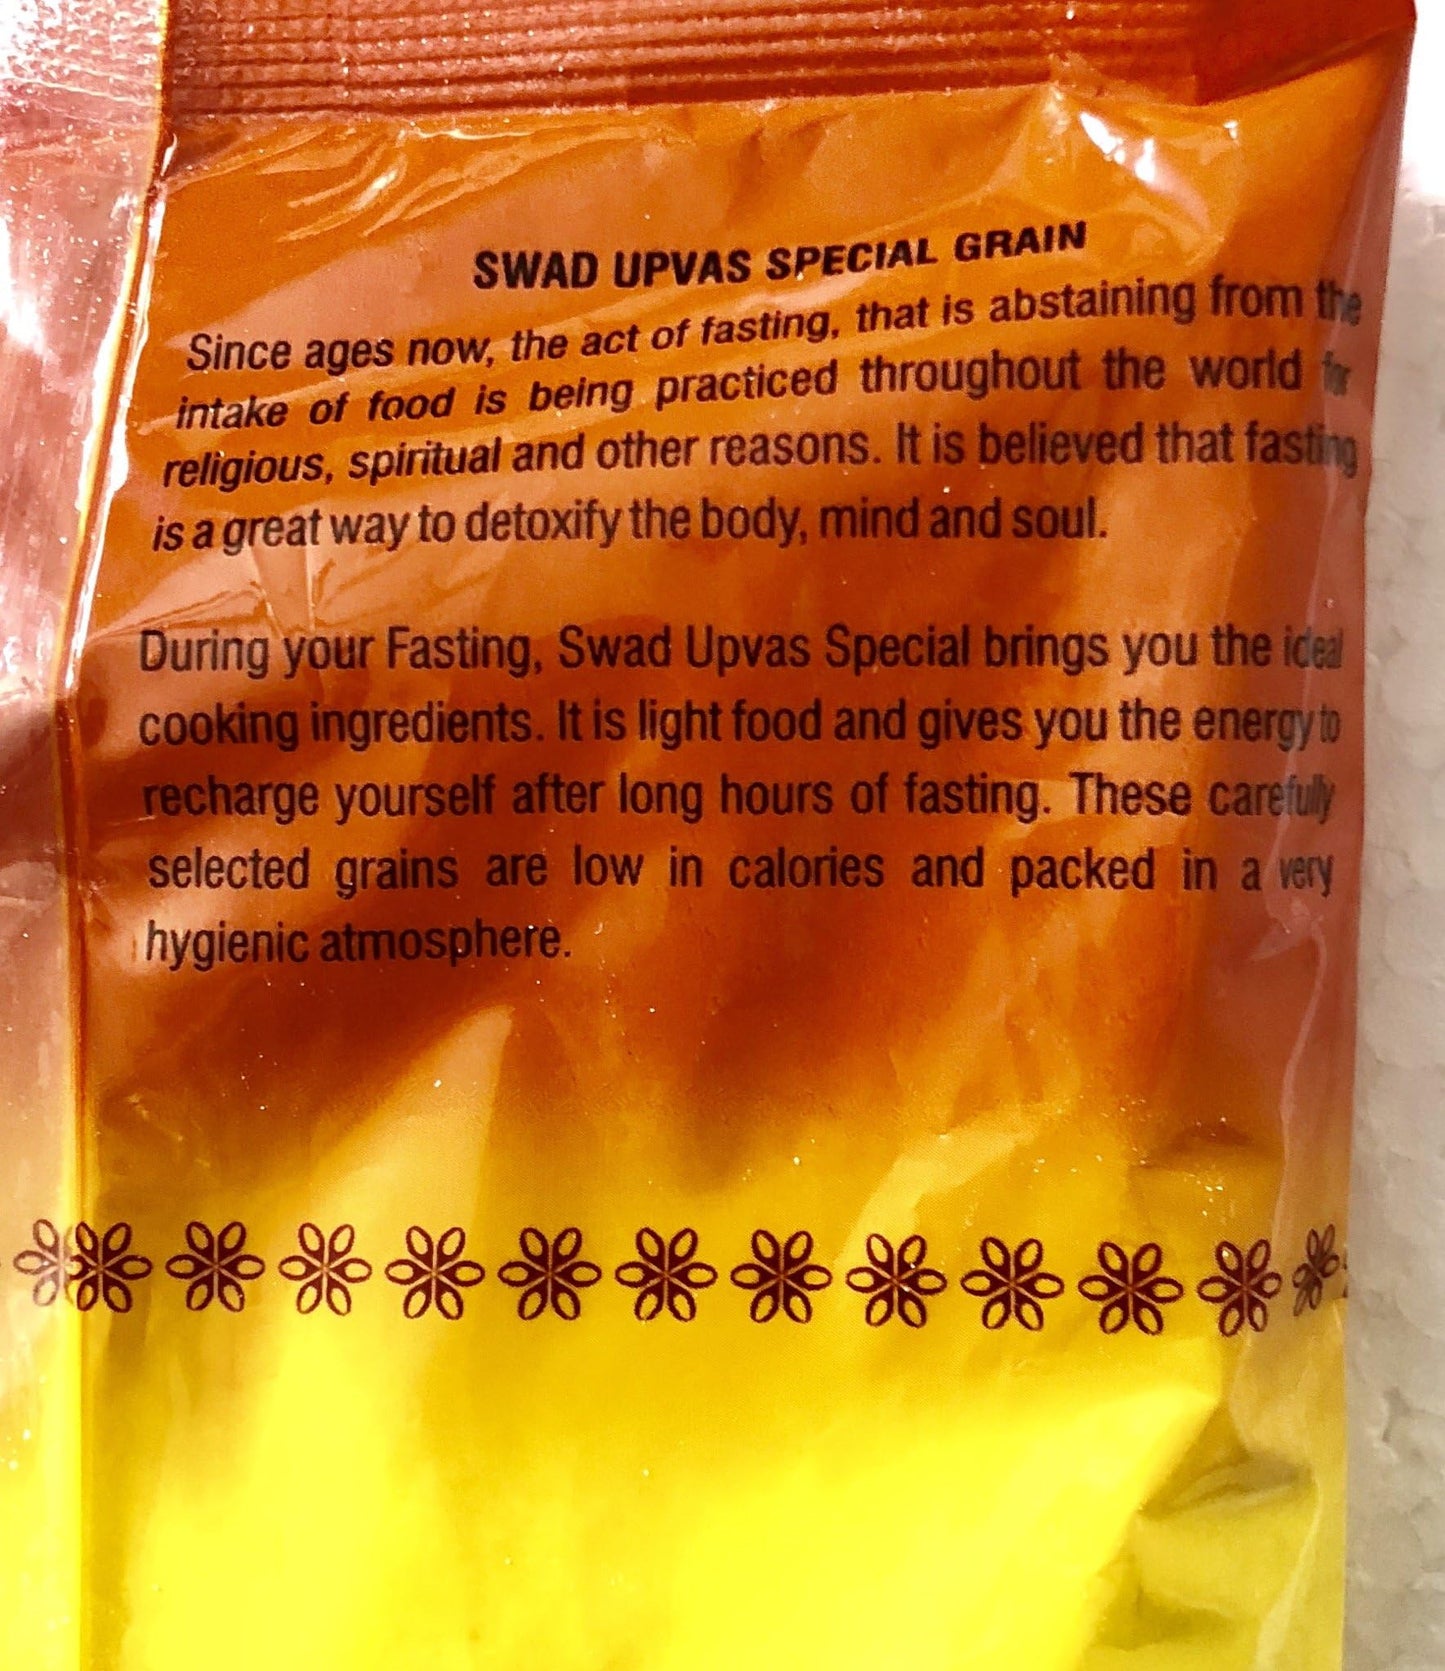 SWAD UPVAS SPECIAL GRAIN
Since ages now, the act of fasting, that is abstaining from the
intake of food is being practiced throughout the world for
religious, spiritual and other reasons. It is believed that fasting
is a great way to detoxify the body, mind and soul.
During your Fasting, Swad Upvas Special brings you the ideal
cooking ingredients. It is light food and gives you the energy to
recharge yourself after long hours of fasting. These carefully
selected grains are low in calories and packed in a very
hygienic atmosphere.